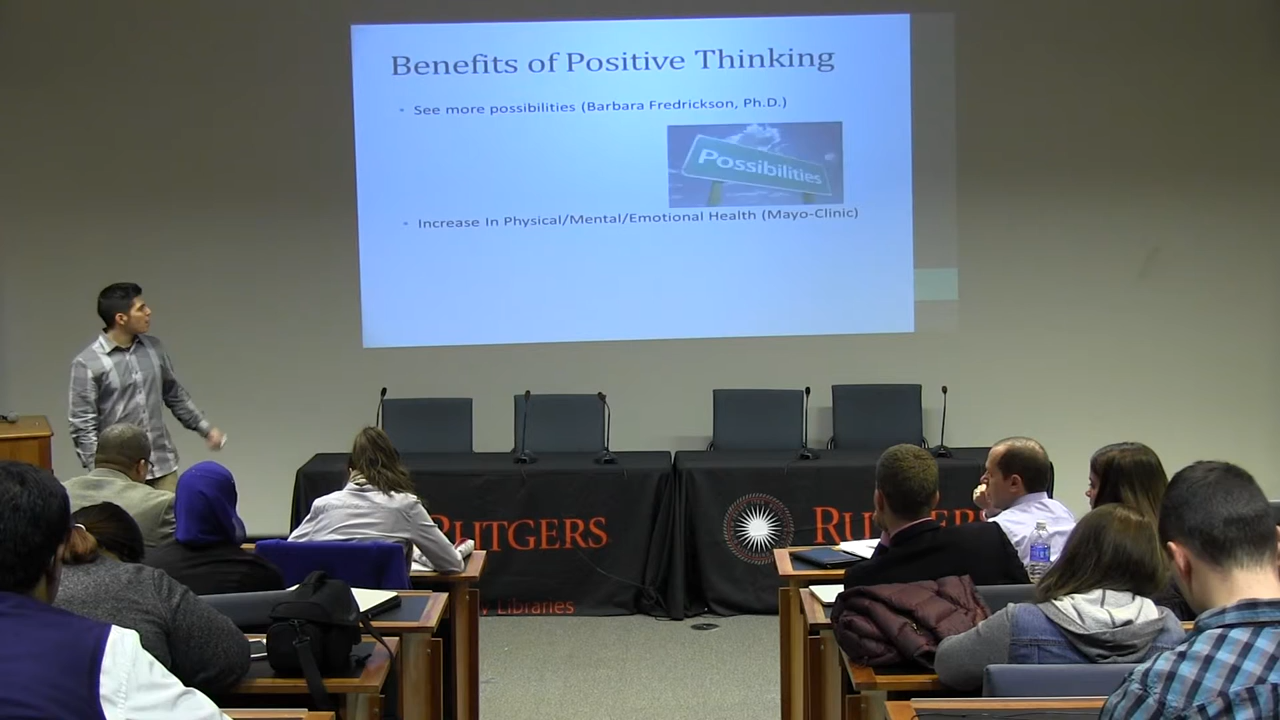 Benefits of Positive Thinking
See more possibilities (Barbara Fredrickson, Ph.D.)
Possibilities
Increase In Physical/Mental/Emotional Health (Mayo-Clinic)
RUTGERS
Libraries